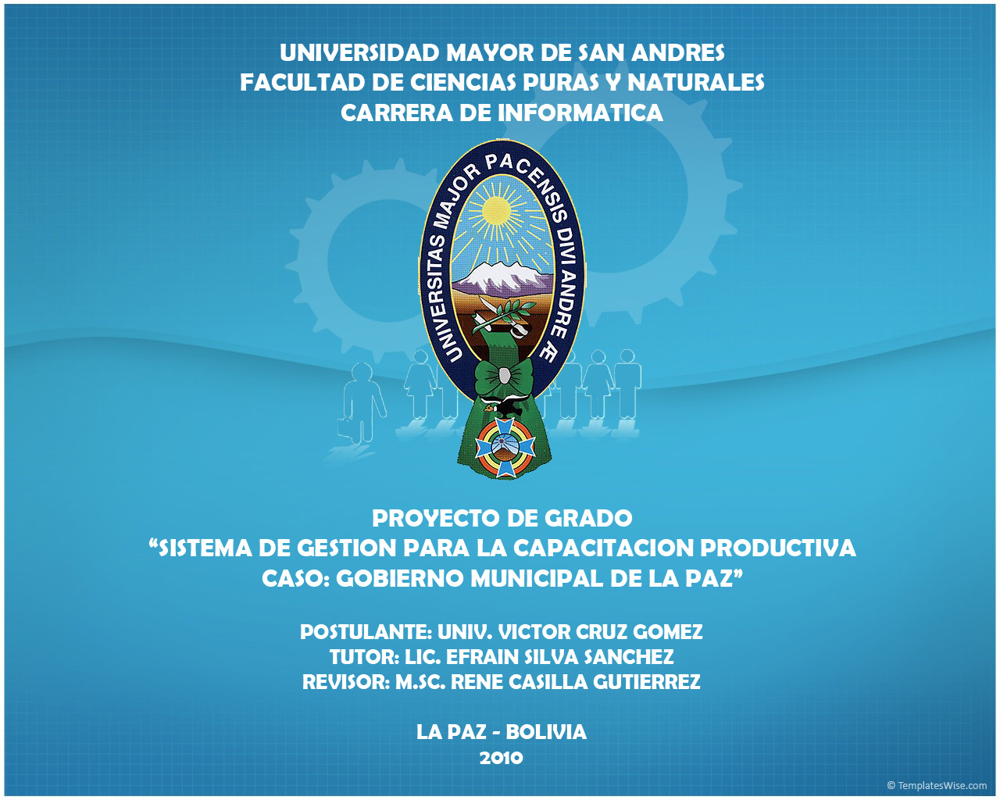 UNIVERSIDAD MAYOR DE SAN ANDRES
FACULTAD DE CIENCIAS PURAS Y NATURALES
CARRERA DE INFORMATICA
UNIVERSITAS MAJOR PACENSIS DIVI ANDRE Æ
PROYECTO DE GRADO
“SISTEMA DE GESTION PARA LA CAPACITACION PRODUCTIVA
CASO: GOBIERNO MUNICIPAL DE LA PAZ”
POSTULANTE: UNIV. VICTOR CRUZ GOMEZ
TUTOR: LIC. EFRAIN SILVA SANCHEZ
REVISOR: M.SC. RENE CASILLA GUTIERREZ
LA PAZ - BOLIVIA
2010
© TemplatesWise.com